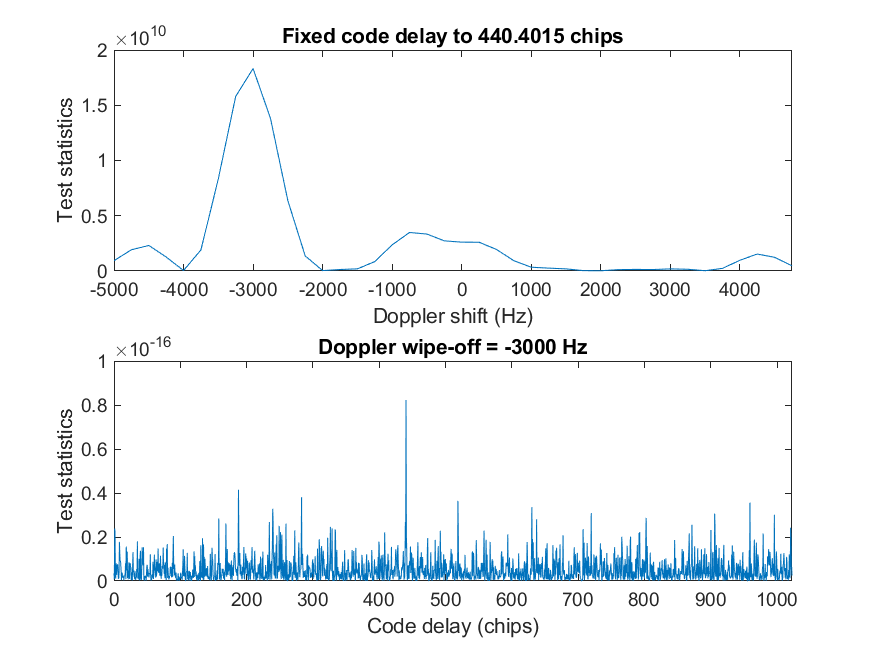 Fixed code delay to 440.4015 chips
×10^10
2
1.5
1
0.5
0
Test statistics
-5000 -4000 -3000 -2000 -1000 0 1000 2000 3000 4000
Doppler shift (Hz)
Doppler wipe-off = -3000 Hz
×10^-16
1
0.8
0.6
0.4
0.2
0
Test statistics
0 100 200 300 400 500 600 700 800 900 1000
Code delay (chips)